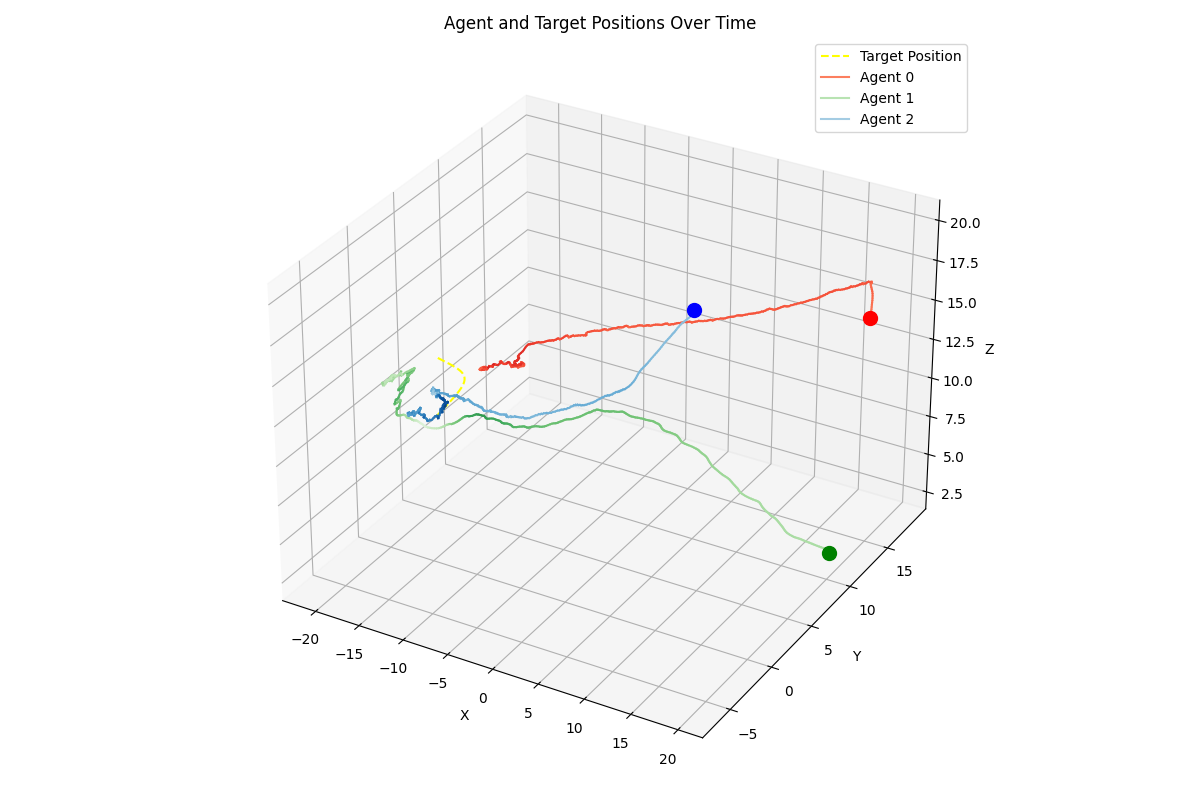 Agent and Target Positions Over Time
Target Position
Agent 0
Agent 1
Agent 2
20.0
17.5
15.0
12.5
10.0
7.5
5.0
2.5
Z
15
10
5
0
−5
Y
−20
−15
−10
−5
0
5
10
15
20
X